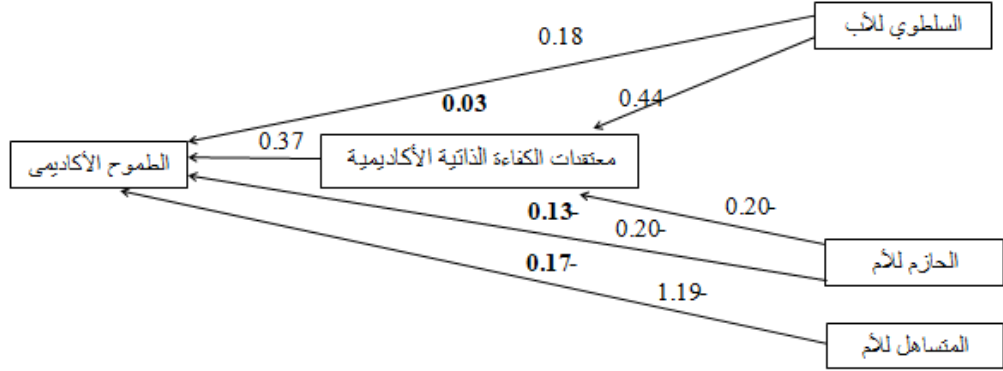 السلطوي للأب
0.18
0.03
0.44
0.37
معتقدات الكفاءة الذاتية الأكاديمية
الطموح الأكاديمى
0.20-
0.13-
0.20-
الحازم للأم
0.17-
1.19-
المتساهل للأم